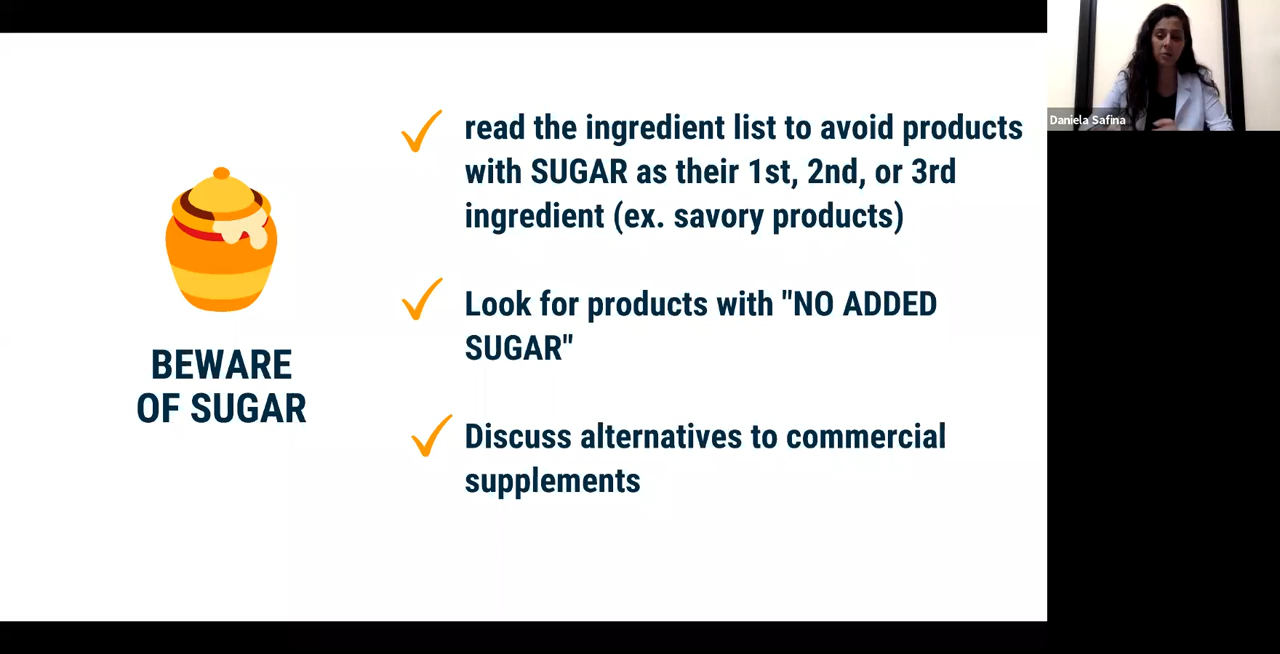 read the ingredient list to avoid products
with SUGAR as their 1st, 2nd, or 3rd
ingredient (ex. savory products)
Look for products with "NO ADDED
SUGAR"
Discuss alternatives to commercial
supplements
BEWARE
OF SUGAR
Daniela Safina